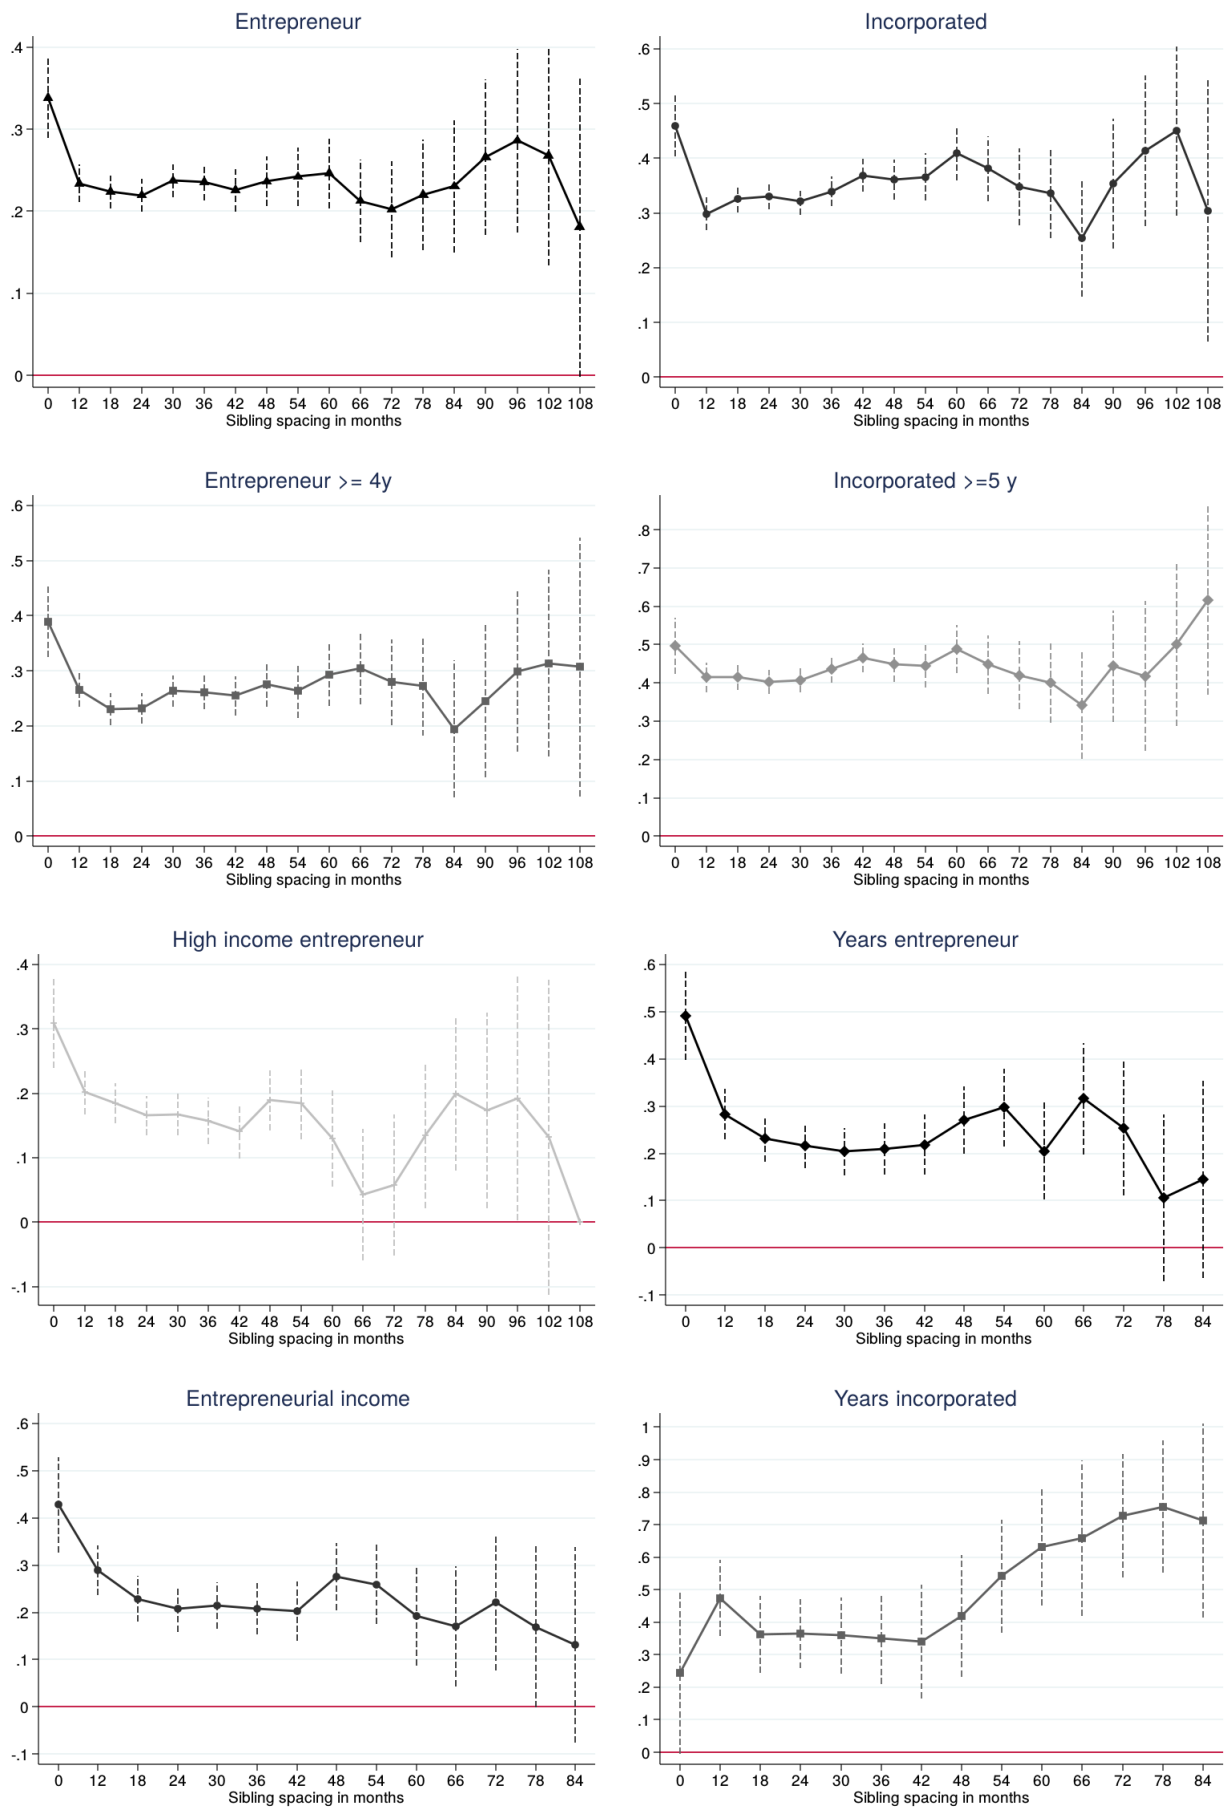 Entrepreneur
.4
.3
.2
.1
0
0 12 18 24 30 36 42 48 54 60 66 72 78 84 90 96 102 108
Sibling spacing in months
Incorporated
.6
.5
.4
.3
.2
.1
0
0 12 18 24 30 36 42 48 54 60 66 72 78 84 90 96 102 108
Sibling spacing in months
Entrepreneur >= 4y
.6
.5
.4
.3
.2
.1
0
0 12 18 24 30 36 42 48 54 60 66 72 78 84 90 96 102 108
Sibling spacing in months
Incorporated >=5 y
.8
.7
.6
.5
.4
.3
.2
.1
0
0 12 18 24 30 36 42 48 54 60 66 72 78 84 90 96 102 108
Sibling spacing in months
High income entrepreneur
.4
.3
.2
.1
0
-.1
0 12 18 24 30 36 42 48 54 60 66 72 78 84 90 96 102 108
Sibling spacing in months
Years entrepreneur
.6
.5
.4
.3
.2
.1
0
-.1
0 12 18 24 30 36 42 48 54 60 66 72 78 84
Sibling spacing in months
Entrepreneurial income
.6
.5
.4
.3
.2
.1
0
-.1
0 12 18 24 30 36 42 48 54 60 66 72 78 84
Sibling spacing in months
Years incorporated
1
.9
.8
.7
.6
.5
.4
.3
.2
.1
0
0 12 18 24 30 36 42 48 54 60 66 72 78 84
Sibling spacing in months